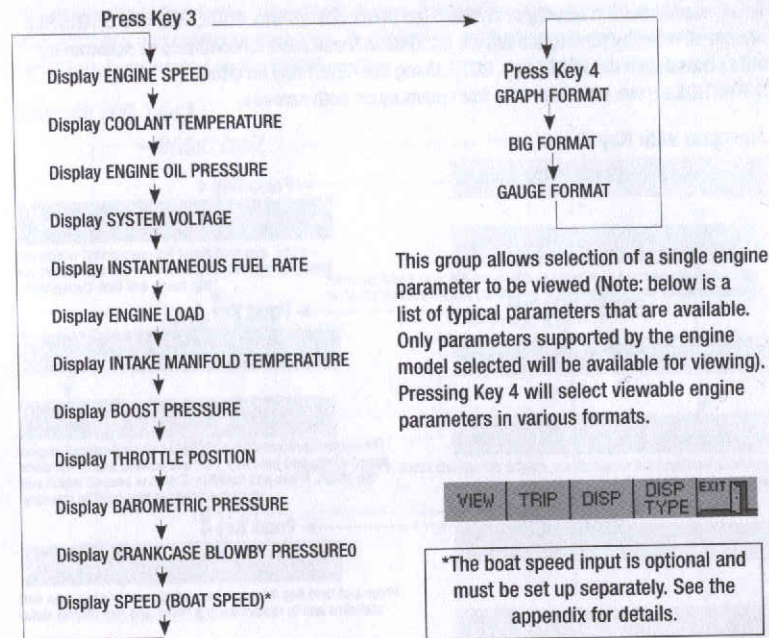 Press Key 3
Display ENGINE SPEED
Display COOLANT TEMPERATURE
Display ENGINE OIL PRESSURE
Display SYSTEM VOLTAGE
Display INSTANTANEOUS FUEL RATE
Display ENGINE LOAD
Display INTAKE MANIFOLD TEMPERATURE
Display BOOST PRESSURE
Display THROTTLE POSITION
Display BAROMETRIC PRESSURE
Display CRANKCASE BLOWBY PRESSURE0
Display SPEED (BOAT SPEED)*
Press Key 4
GRAPH FORMAT
BIG FORMAT
GAUGE FORMAT
This group allows selection of a single engine
parameter to be viewed (Note: below is a
list of typical parameters that are available.
Only parameters supported by the engine
model selected will be available for viewing).
Pressing Key 4 will select viewable engine
parameters in various formats.
VIEW TRIP DISP DISP TYPE EXIT
*The boat speed input is optional and
must be set up separately. See the
appendix for details.